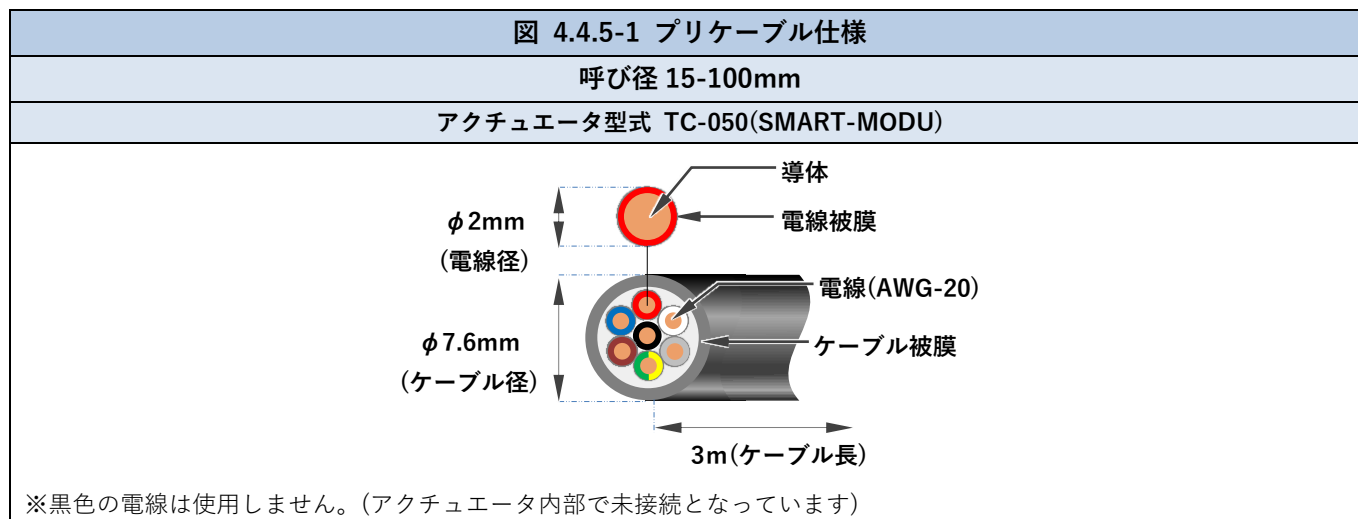 図 4.4.5-1 プリケーブル仕様
呼び径 15-100mm
アクチュエータ型式 TC-050(SMART-MODU)
導体
φ2mm
(電線径)
電線被膜
電線(AWG-20)
φ7.6mm
(ケーブル径)
ケーブル被膜
3m(ケーブル長)
※黒色の電線は使用しません。(アクチュエータ内部で未接続となっています)